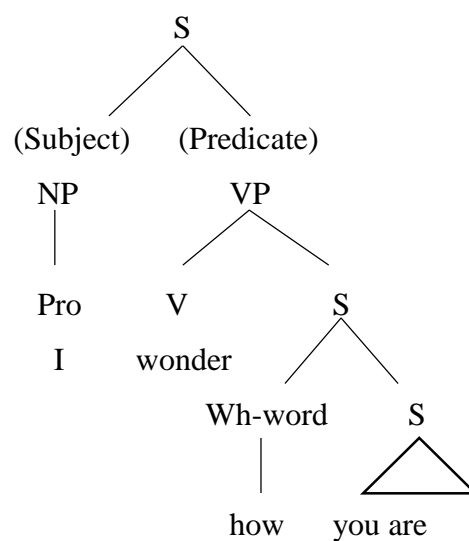 S
(Subject) (Predicate)
NP VP
Pro V S
I wonder
Wh-word S
how you are